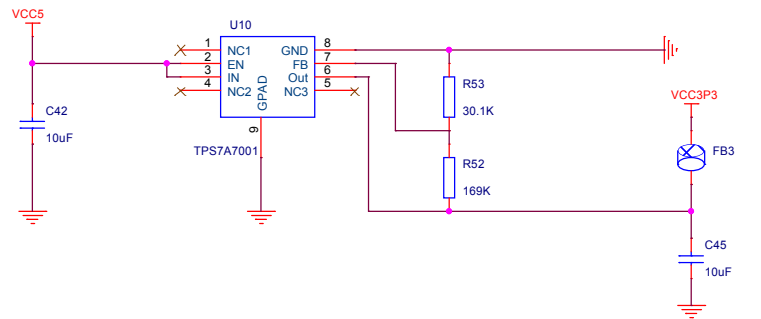 VCC5
U10
1 NC1 GND 8
2 EN FB 7
3 IN Out 6
4 NC2 NC3 5
GPAD
9
TPS7A7001
C42
10uF
R53
30.1K
R52
169K
VCC3P3
FB3
C45
10uF